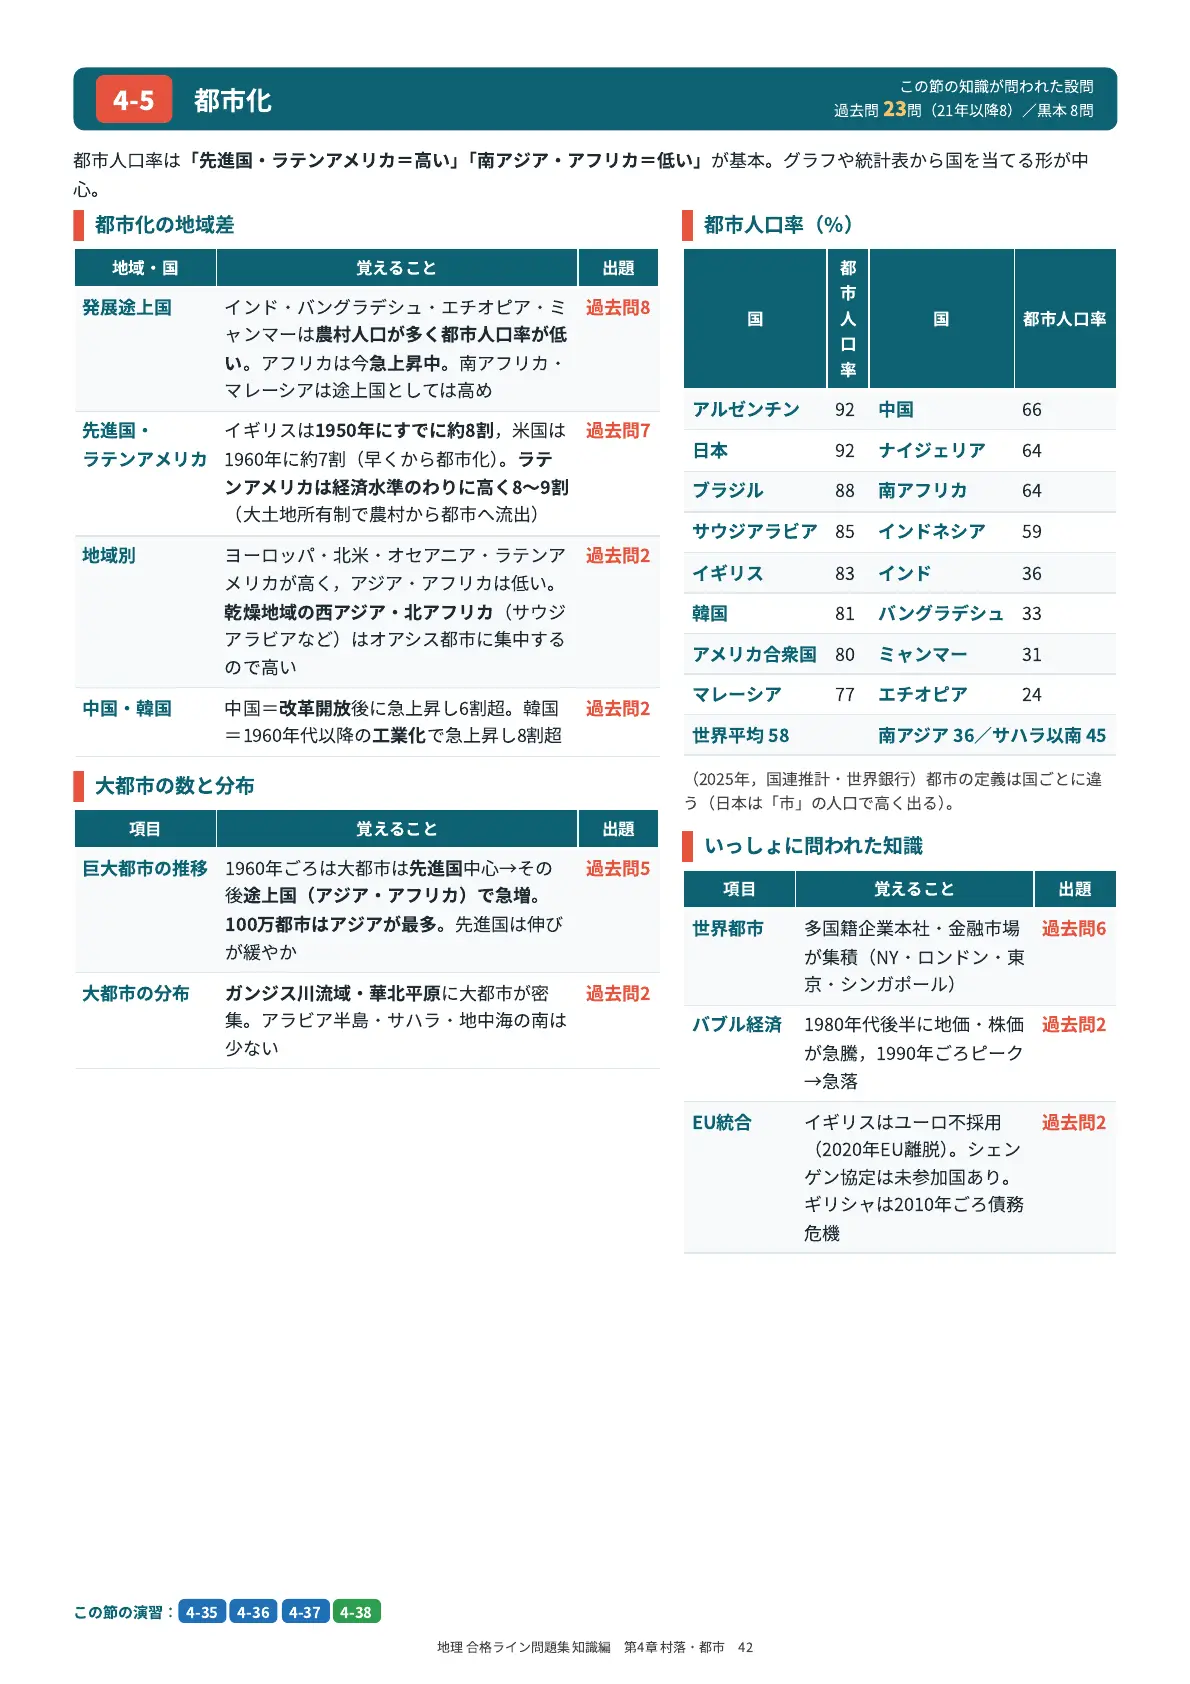 4-5 都市化
この節の知識が問われた設問
過去問 23問（21年以降8）／黒本 8問
都市人口率は「先進国・ラテンアメリカ＝高い」「南アジア・アフリカ＝低い」が基本。グラフや統計表から国を当てる形が中
心。
都市化の地域差
地域・国 覚えること 出題
発展途上国 インド・バングラデシュ・エチオピア・ミ 過去問8
ャンマーは農村人口が多く都市人口率が低
い。アフリカは今急上昇中。南アフリカ・
マレーシアは途上国としては高め
先進国・ イギリスは1950年にすでに約8割，米国は 過去問7
ラテンアメリカ 1960年に約7割（早くから都市化）。ラテ
ンアメリカは経済水準のわりに高く8～9割
（大土地所有制で農村から都市へ流出）
地域別 ヨーロッパ・北米・オセアニア・ラテンア 過去問2
メリカが高く，アジア・アフリカは低い。
乾燥地域の西アジア・北アフリカ（サウジ
アラビアなど）はオアシス都市に集中する
ので高い
中国・韓国 中国＝改革開放後に急上昇し6割超。韓国 過去問2
＝1960年代以降の工業化で急上昇し8割超
大都市の数と分布
項目 覚えること 出題
巨大都市の推移 1960年ごろは大都市は先進国中心→その 過去問5
後途上国（アジア・アフリカ）で急増。
100万都市はアジアが最多。先進国は伸び
が緩やか
大都市の分布 ガンジス川流域・華北平原に大都市が密 過去問2
集。アラビア半島・サハラ・地中海の南は
少ない
都市人口率（%）
国 都市人口率 国 都市人口率
アルゼンチン 92 中国 66
日本 92 ナイジェリア 64
ブラジル 88 南アフリカ 64
サウジアラビア 85 インドネシア 59
イギリス 83 インド 36
韓国 81 バングラデシュ 33
アメリカ合衆国 80 ミャンマー 31
マレーシア 77 エチオピア 24
世界平均 58 南アジア 36／サハラ以南 45
（2025年，国連推計・世界銀行）都市の定義は国ごとに違
う（日本は「市」の人口で高く出る）。
いっしょに問われた知識
項目 覚えること 出題
世界都市 多国籍企業本社・金融市場 過去問6
が集積（NY・ロンドン・東
京・シンガポール）
バブル経済 1980年代後半に地価・株価 過去問2
が急騰，1990年ごろピーク
→急落
EU統合 イギリスはユーロ不採用 過去問2
（2020年EU離脱）。シェン
ゲン協定は未参加国あり。
ギリシャは2010年ごろ債務
危機
この節の演習： 4-35 4-36 4-37 4-38
地理 合格ライン問題集 知識編　第4章 村落・都市　42